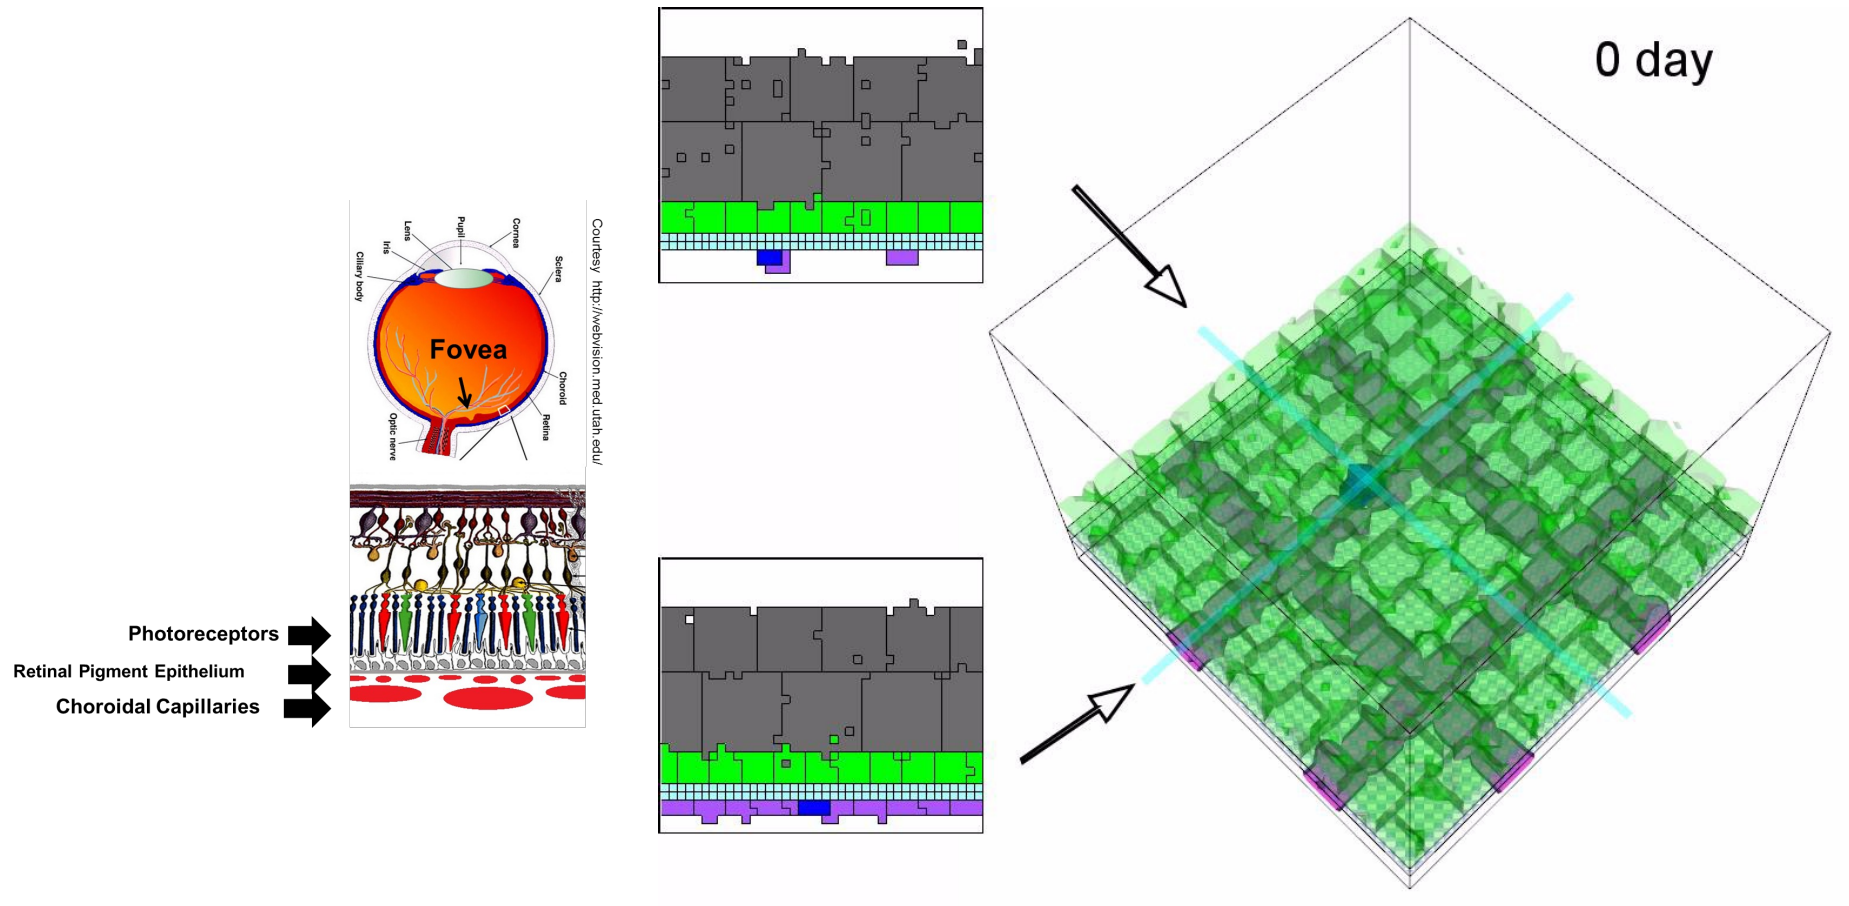 0 day
Cornea
Pupil
Lens
Iris
Ciliary body
Sclera
Fovea
Choroid
Retina
Optic nerve
Courtesy http://webvision.med.utah.edu/
Photoreceptors
Retinal Pigment Epithelium
Choroidal Capillaries